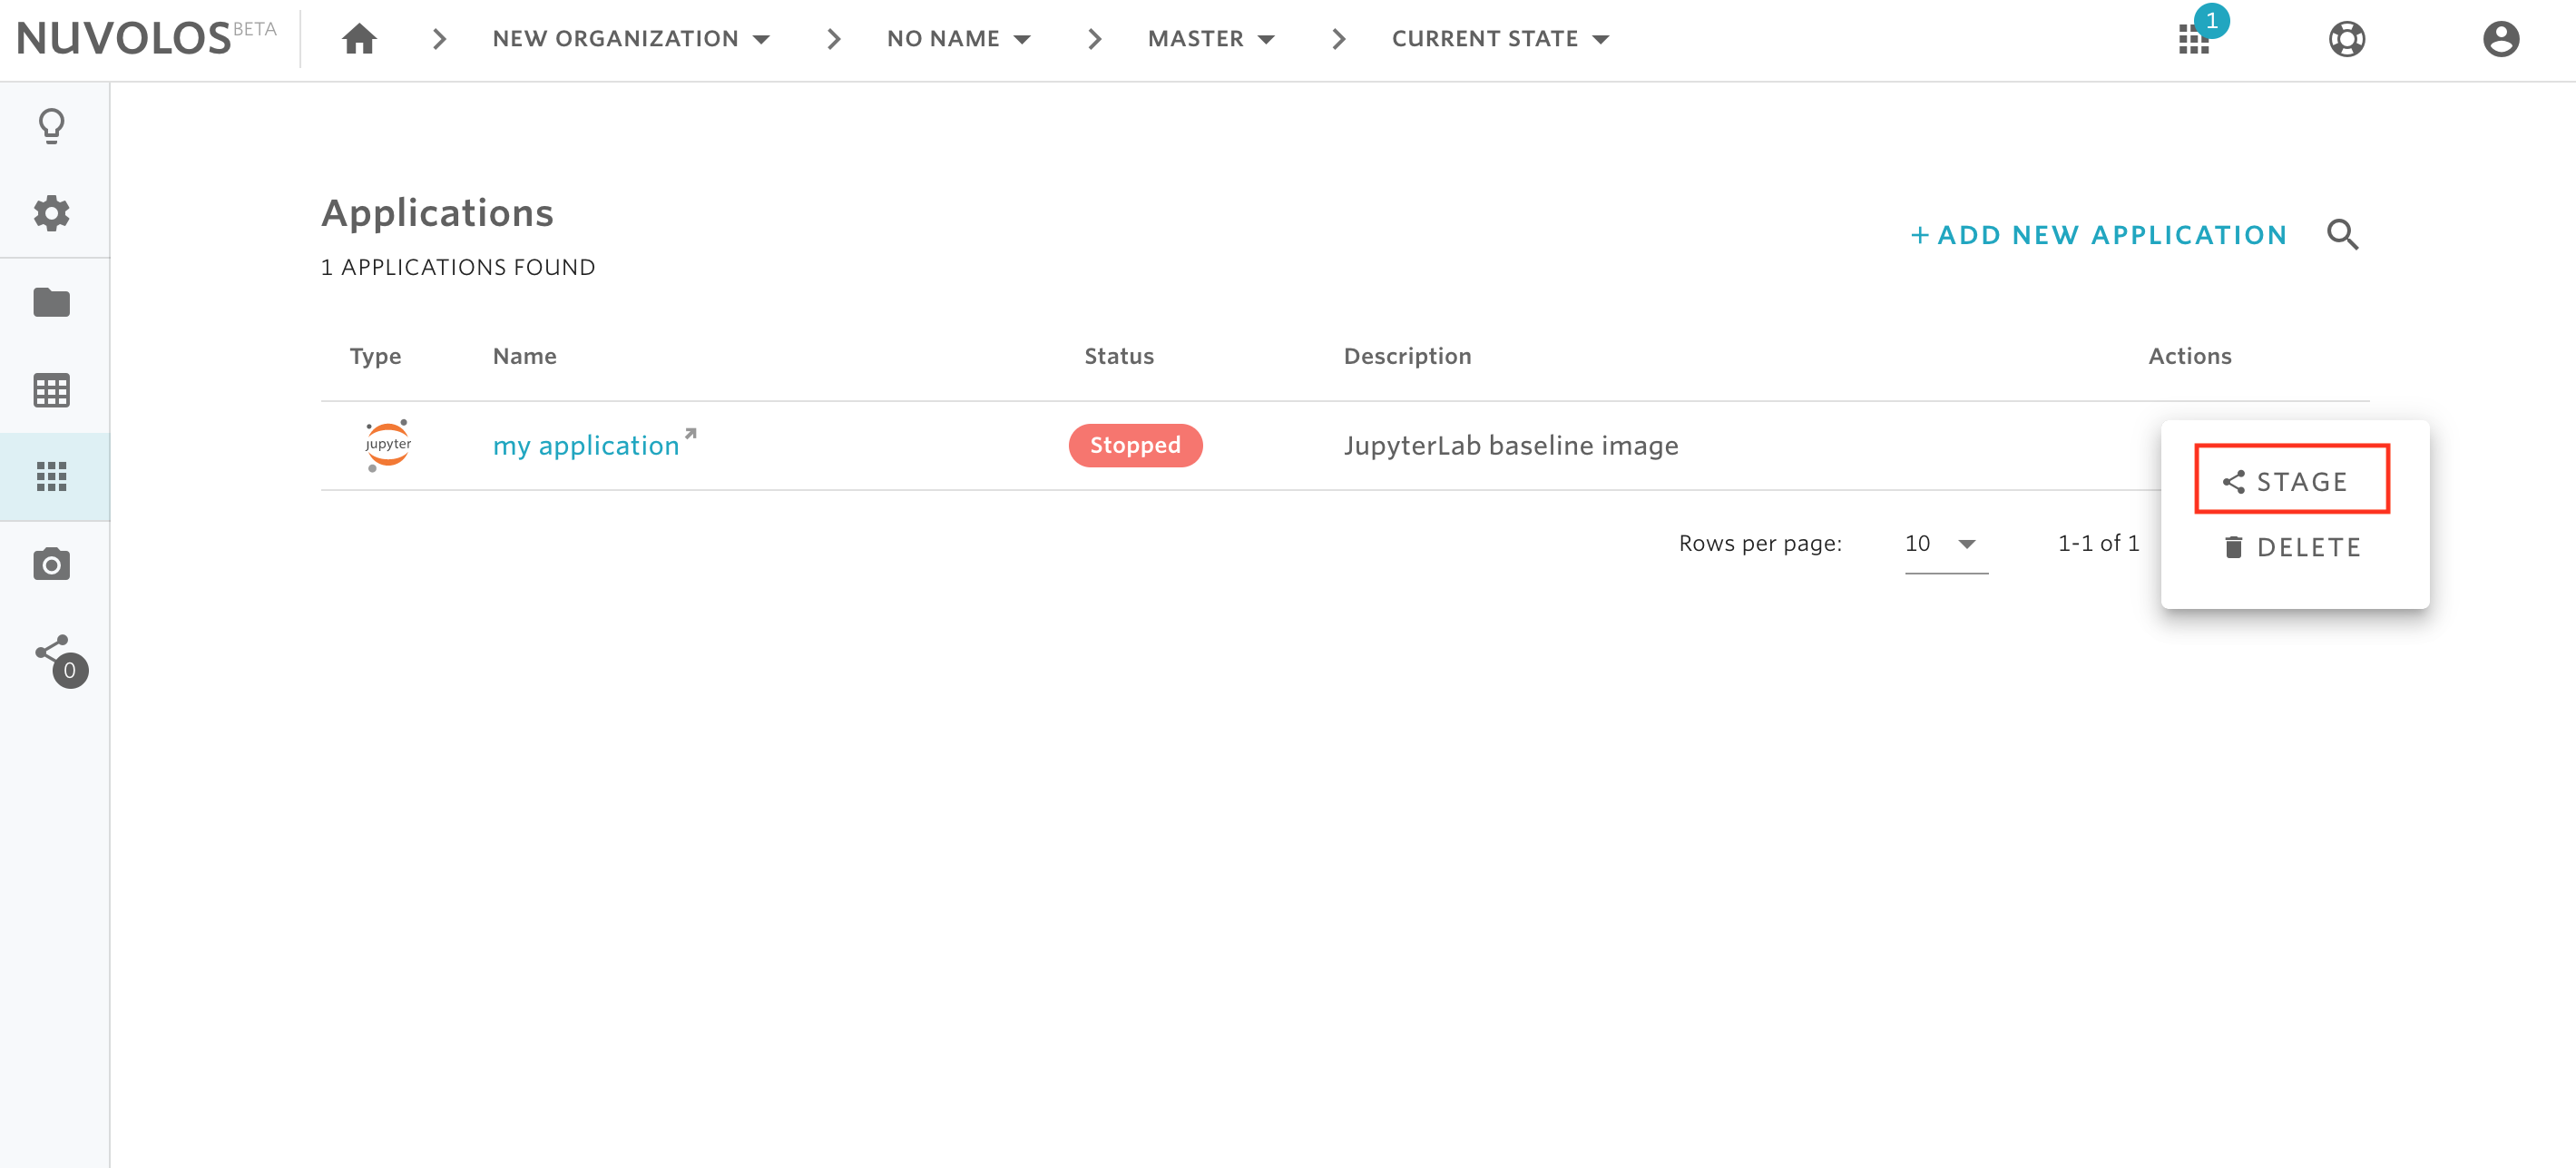 NUVOLOS BETA NEW ORGANIZATION NO NAME MASTER CURRENT STATE 1
Applications
1 APPLICATIONS FOUND
+ ADD NEW APPLICATION
Type Name Status Description Actions
jupyter my application Stopped JupyterLab baseline image
STAGE
DELETE
Rows per page: 10 1-1 of 1
0